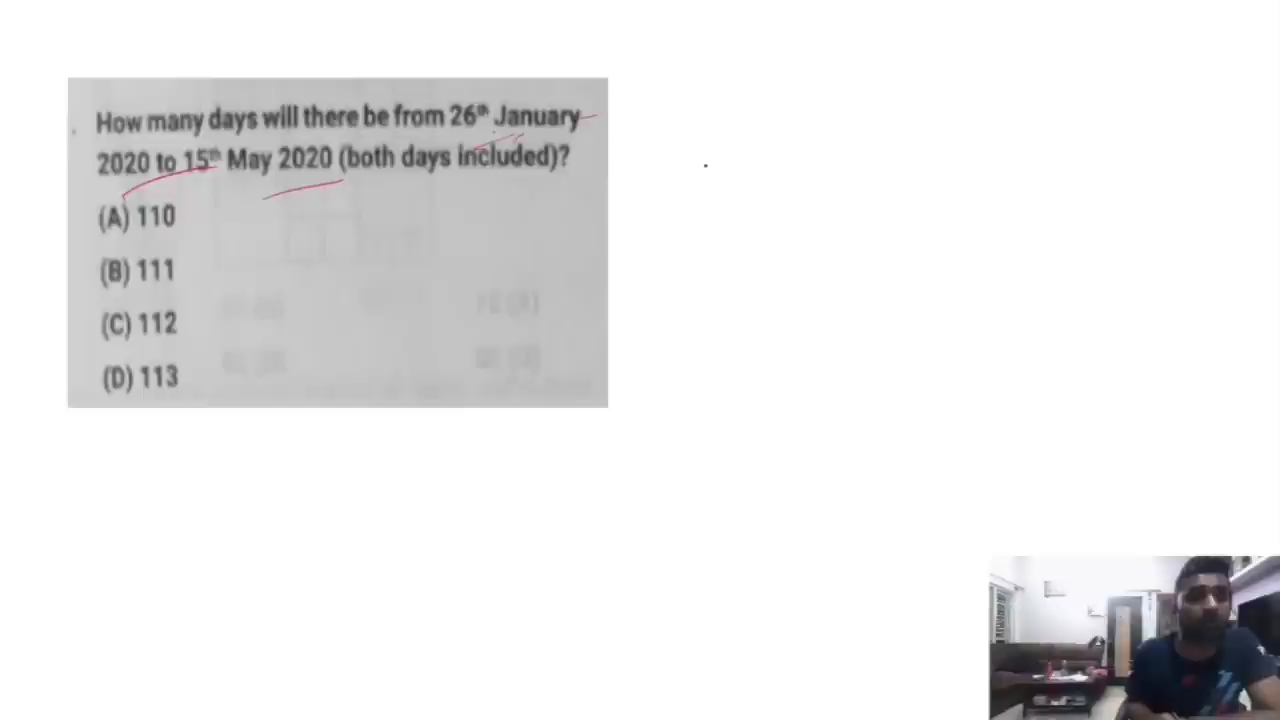 How many days will there be from 26th January
2020 to 15th May 2020 (both days included)?
(A) 110
(B) 111
(C) 112
(D) 113